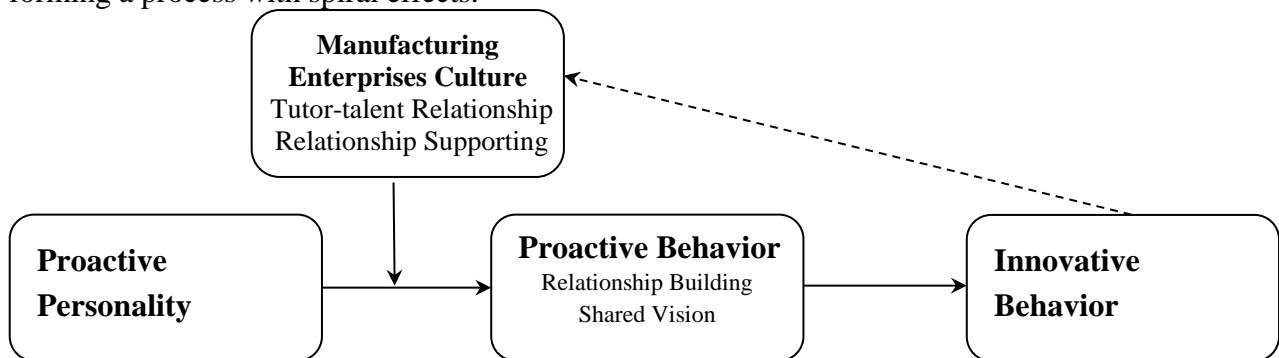 forming a process with spiral effects.
Manufacturing
Enterprises Culture
Tutor-talent Relationship
Relationship Supporting
Proactive
Personality
Proactive Behavior
Relationship Building
Shared Vision
Innovative
Behavior